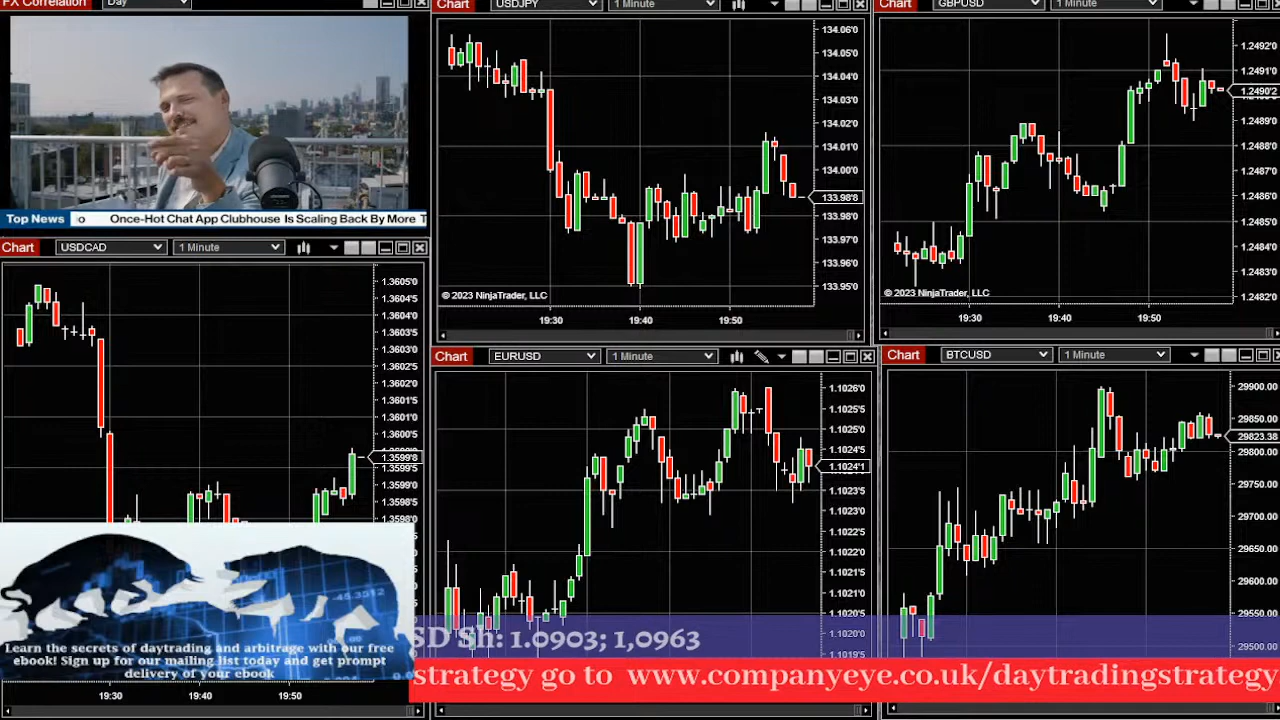 FX Correlation
Day
Top News
o Once-Hot Chat App Clubhouse Is Scaling Back By More T
Chart
USDJPY
1 Minute
134.06'0
134.05'0
134.04'0
134.03'0
134.02'0
134.01'0
134.00'0
133.98'8
133.98'0
133.97'0
133.96'0
133.95'0
© 2023 NinjaTrader, LLC
19:30
19:40
19:50
Chart
GBPUSD
1 Minute
1.2492'0
1.2491'0
1.2490'2
1.2489'0
1.2488'0
1.2487'0
1.2486'0
1.2485'0
1.2484'0
1.2483'0
1.2482'0
© 2023 NinjaTrader, LLC
19:30
19:40
19:50
Chart
USDCAD
1 Minute
1.3605'0
1.3604'5
1.3604'0
1.3603'5
1.3603'0
1.3602'5
1.3602'0
1.3601'5
1.3601'0
1.3600'5
1.3600'0
1.3599'8
1.3599'5
1.3599'0
1.3598'5
1.3598'0
-45.3512
Learn the secrets of daytrading and arbitrage with our free
ebook! Sign up for our mailing list today and get prompt
delivery of your ebook
19:30
19:40
19:50
Chart
EURUSD
1 Minute
1.1026'0
1.1025'5
1.1025'0
1.1024'5
1.1024'1
1.1023'5
1.1023'0
1.1022'5
1.1022'0
1.1021'5
1.1021'0
1.1020'5
1.1020'0
1.1019'5
Chart
BTCUSD
1 Minute
29900.00
29850.00
29823.38
29800.00
29750.00
29700.00
29650.00
29600.00
29550.00
29500.00
SD Sh: 1.0903; 1,0963
strategy go to www.companyeye.co.uk/daytradingstrategy